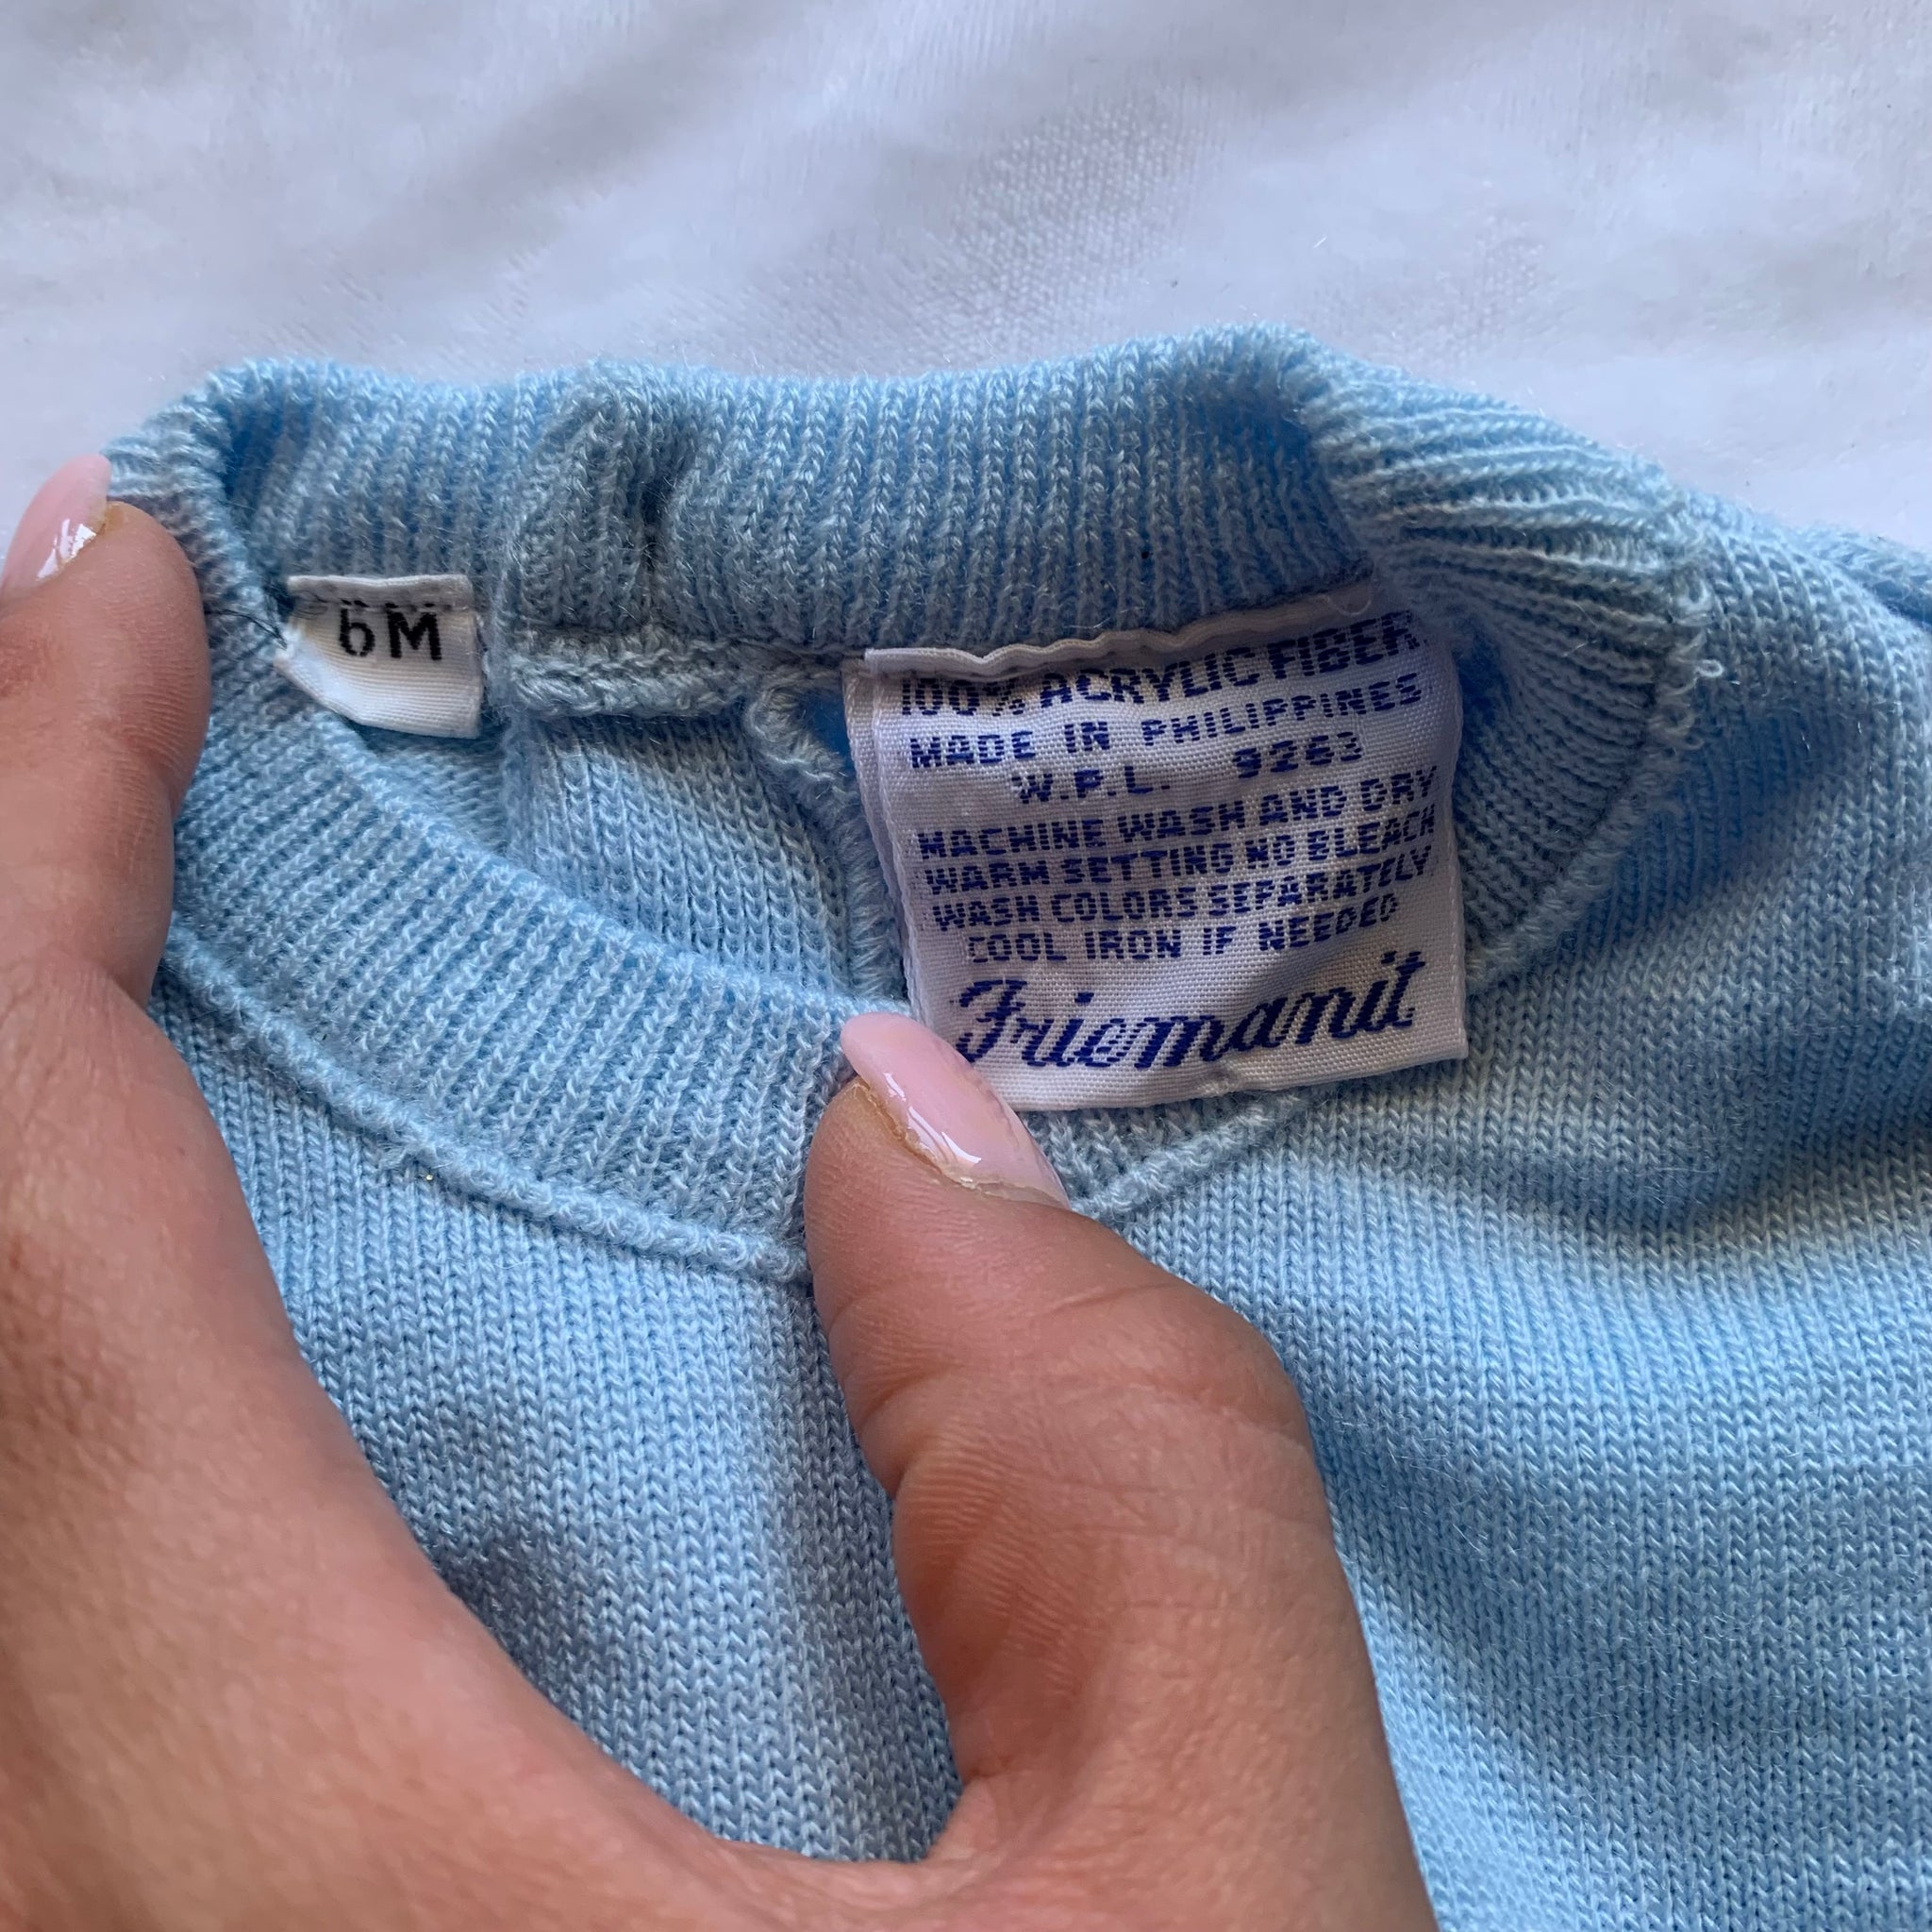 6M
100% ACRYLIC FIBER
MADE IN PHILIPPINES
W.P.L. 9263
MACHINE WASH AND DRY
WARM SETTING NO BLEACH
WASH COLORS SEPARATELY
COOL IRON IF NEEDED
Friemanit